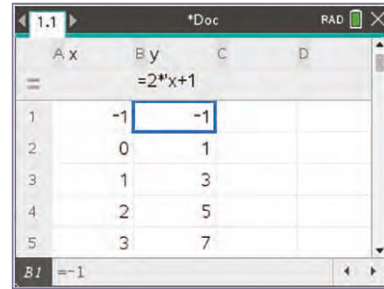 1.1 *Doc RAD
A x B y C D
= =2*'x+1
1 -1 -1
2 0 1
3 1 3
4 2 5
5 3 7
B1 =-1